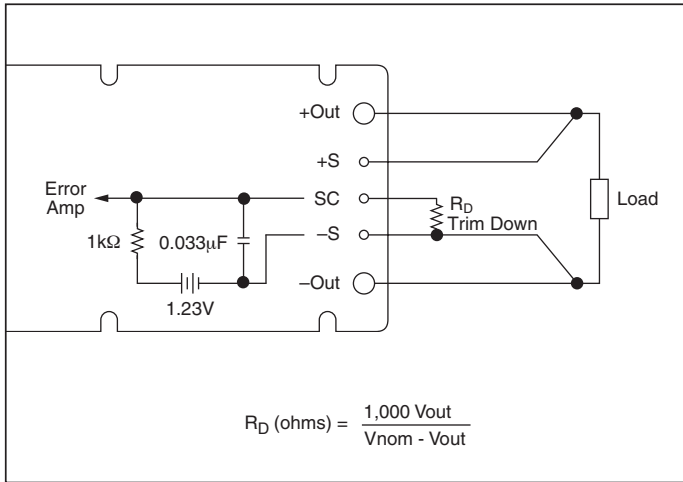 +Out
+S
Error
Amp
SC
R_D
Trim Down
Load
1kΩ
0.033µF
–S
–Out
1.23V
R_D (ohms) = 1,000 Vout
Vnom - Vout